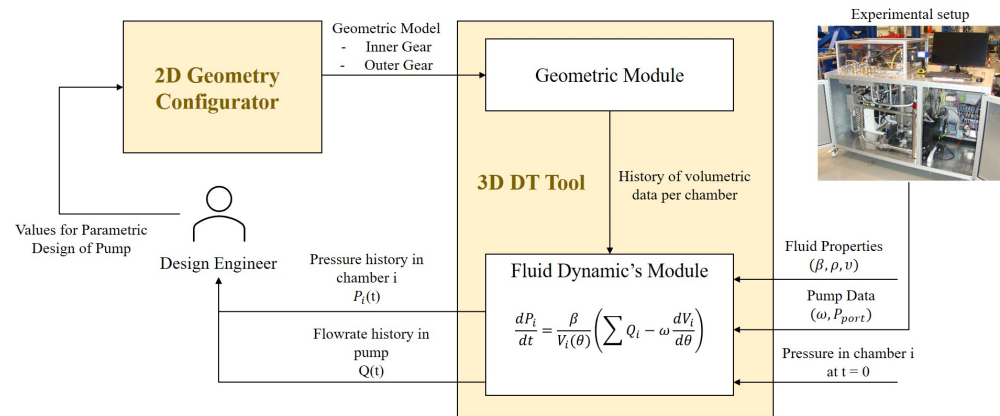 Experimental setup
Geometric Model
- Inner Gear
- Outer Gear
2D Geometry
Configurator
Geometric Module
3D DT Tool
History of volumetric
data per chamber
Values for Parametric
Design of Pump
Design Engineer
Pressure history in
chamber i
P_i(t)
Flowrate history in
pump
Q(t)
Fluid Dynamic's Module
dP_i/dt = β/V_i(θ) (∑ Q_i − ω dV_i/dθ)
Fluid Properties
(β, ρ, υ)
Pump Data
(ω, P_port)
Pressure in chamber i
at t = 0